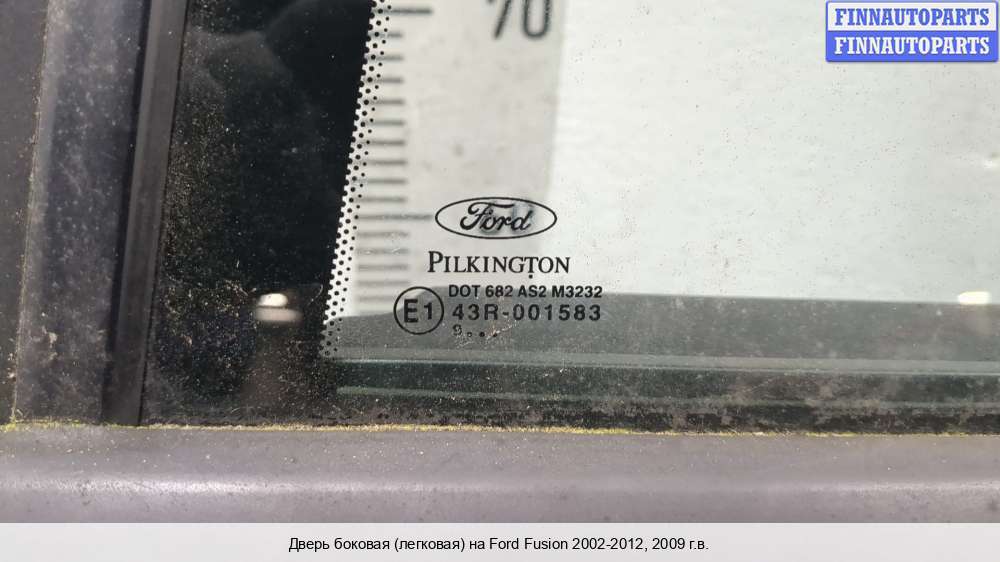 70
FINNAUTOPARTS
FINNAUTOPARTS
Ford
PILKINGTON
DOT 682 AS2 M3232
E1 43R-001583
9....
Дверь боковая (легковая) на Ford Fusion 2002-2012, 2009 г.в.